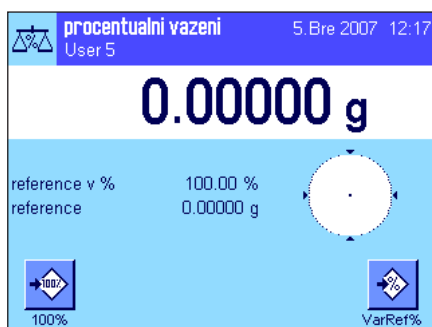 procentualni vazeni 5.Bre 2007 12:17
User 5
0.00000 g
reference v % 100.00 %
reference 0.00000 g
100% %
100% VarRef%